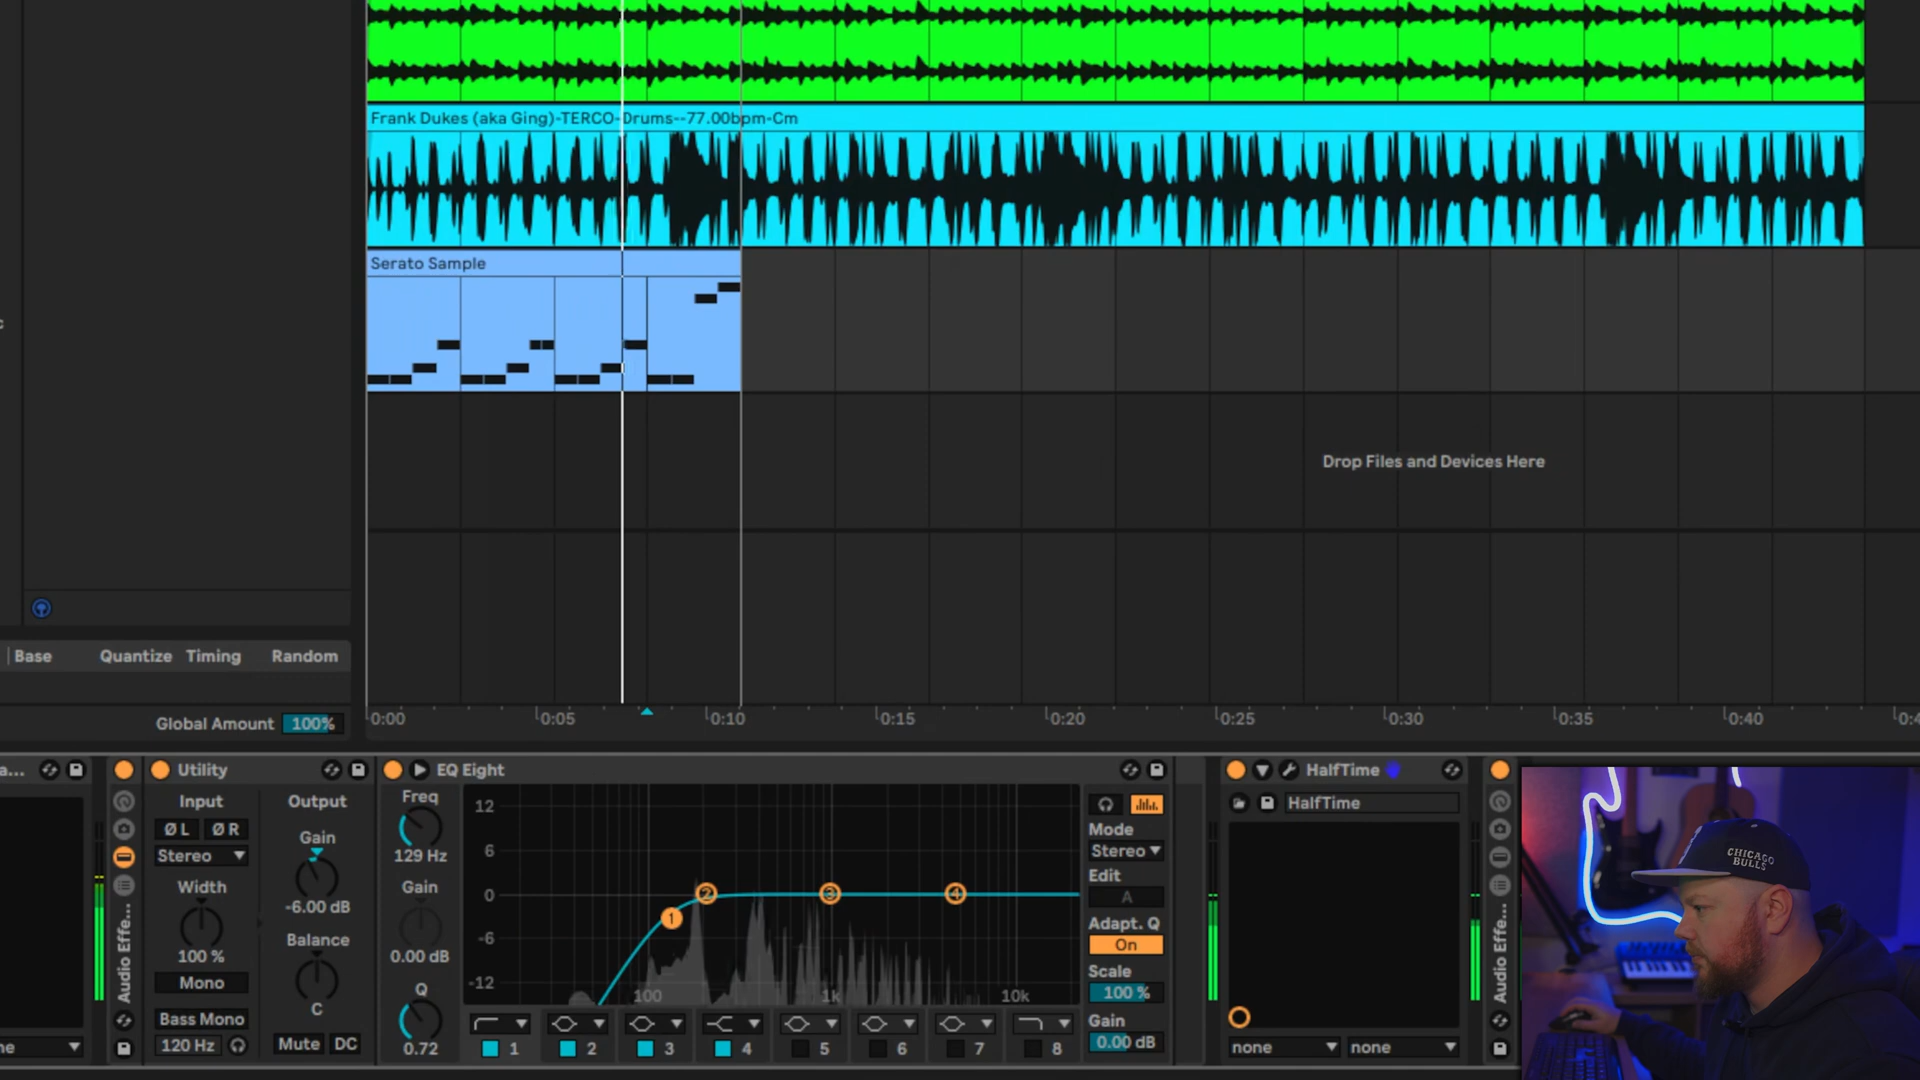 Frank Dukes (aka Ging)-TERCO-Drums--77.00bpm-Cm
Serato Sample
Drop Files and Devices Here
Base Quantize Timing Random
Global Amount 100%
0:00 0:05 0:10 0:15 0:20 0:25 0:30 0:35 0:40
Utility
Input Output
Ø L Ø R
Gain
Stereo
Width
-6.00 dB
Balance
100 %
Mono
C
Bass Mono
120 Hz
Mute DC
Audio Effe...
EQ Eight
Freq
129 Hz
Gain
0.00 dB
Q
0.72
12
6
0
-6
-12
100 1k 10k
1 2 3 4
1 2 3 4 5 6 7 8
Mode
Stereo
Edit
A
Adapt. Q
On
Scale
100 %
Gain
0.00 dB
HalfTime
HalfTime
none none
Audio Effe...
CHICAGO
BULLS